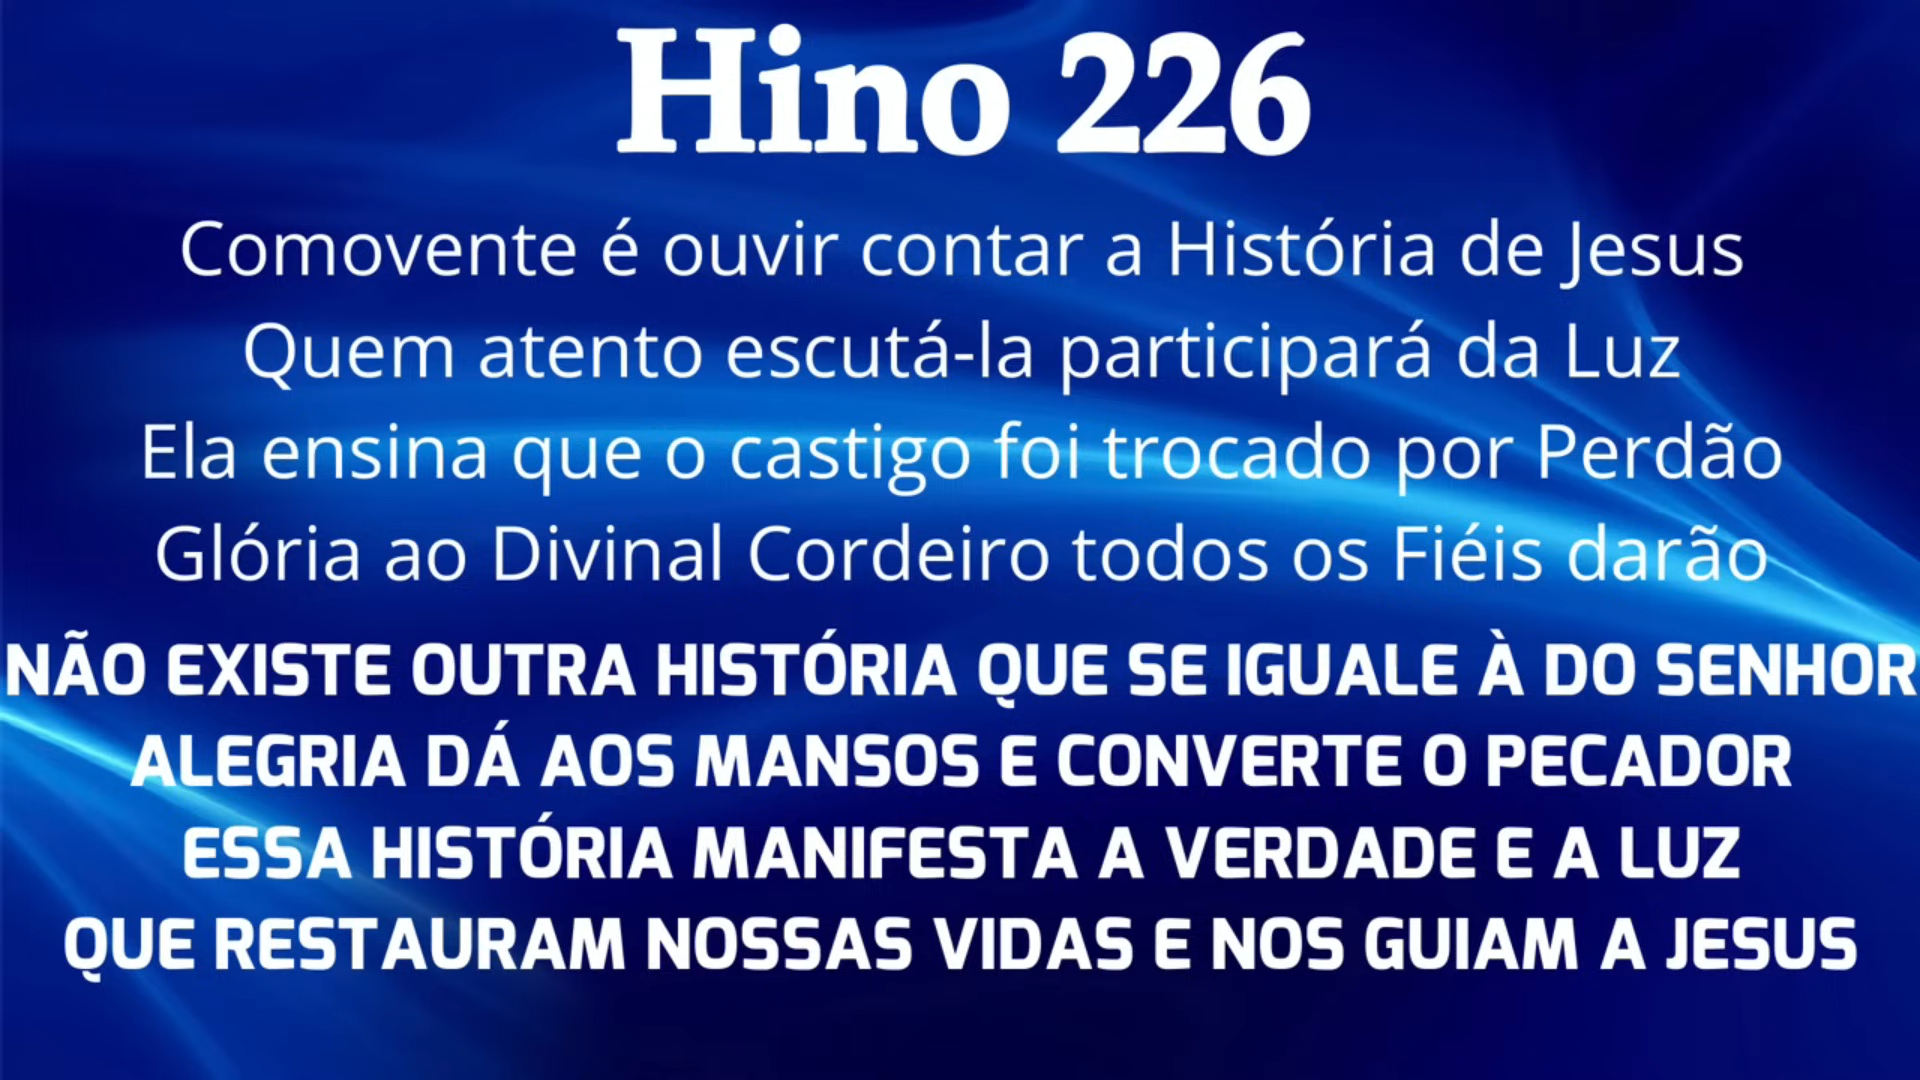 Hino 226
Comovente é ouvir contar a História de Jesus
Quem atento escutá-la participará da Luz
Ela ensina que o castigo foi trocado por Perdão
Glória ao Divinal Cordeiro todos os Fiéis darão
NÃO EXISTE OUTRA HISTÓRIA QUE SE IGUALE À DO SENHOR
ALEGRIA DÁ AOS MANSOS E CONVERTE O PECADOR
ESSA HISTÓRIA MANIFESTA A VERDADE E A LUZ
QUE RESTAURAM NOSSAS VIDAS E NOS GUIAM A JESUS